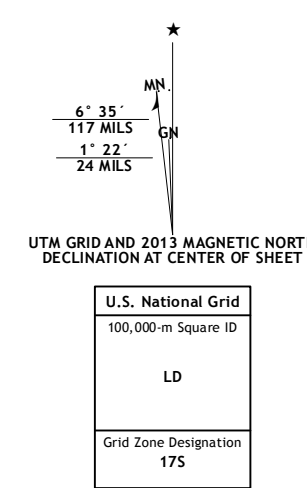 ★
MN.
6° 35´
117 MILS
GN
1° 22´
24 MILS
UTM GRID AND 2013 MAGNETIC NORT
DECLINATION AT CENTER OF SHEET
U.S. National Grid
100,000-m Square ID
LD
Grid Zone Designation
17S